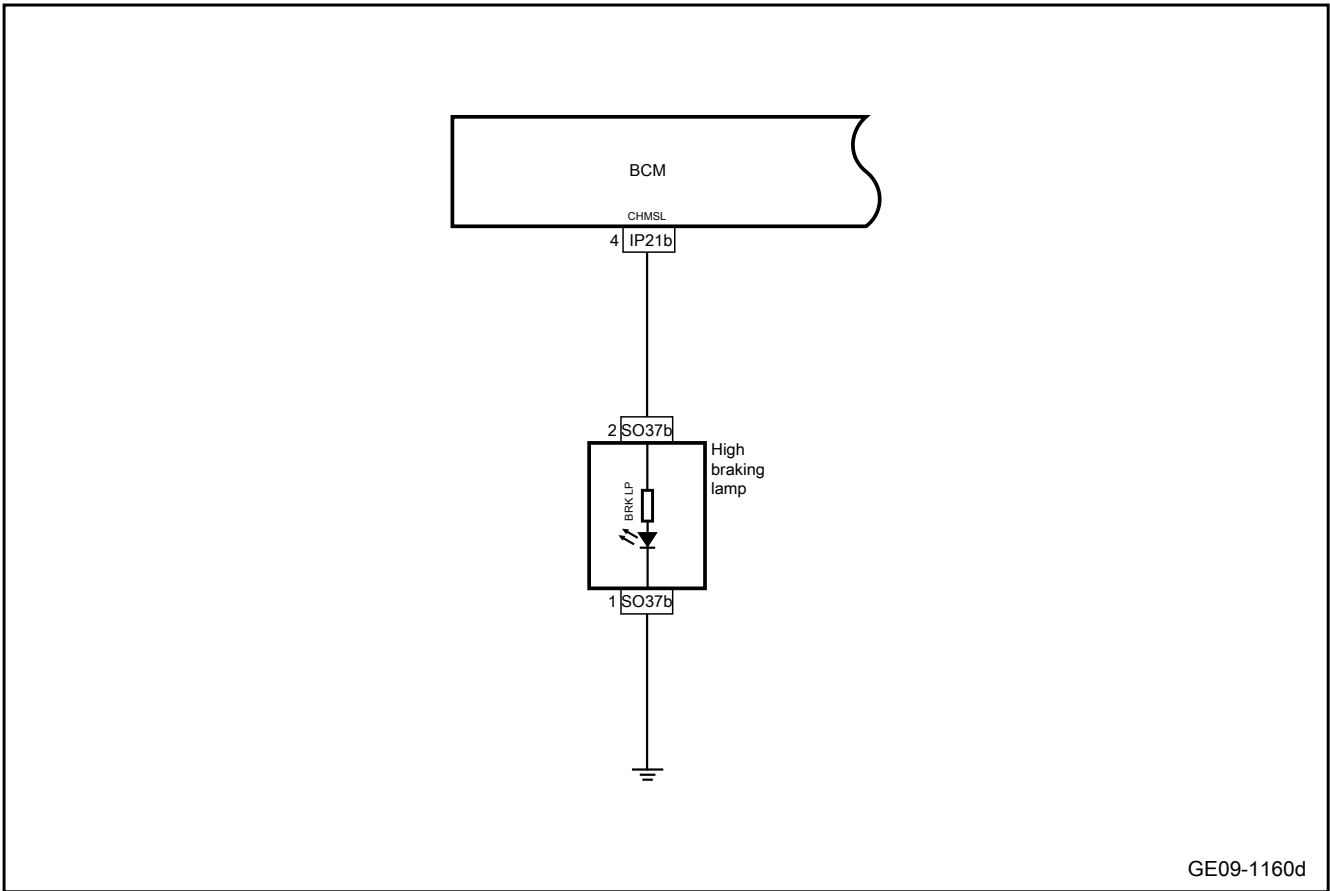 BCM
CHMSL
4 IP21b
2 SO37b
High
braking
lamp
BRK LP
1 SO37b
GE09-1160d